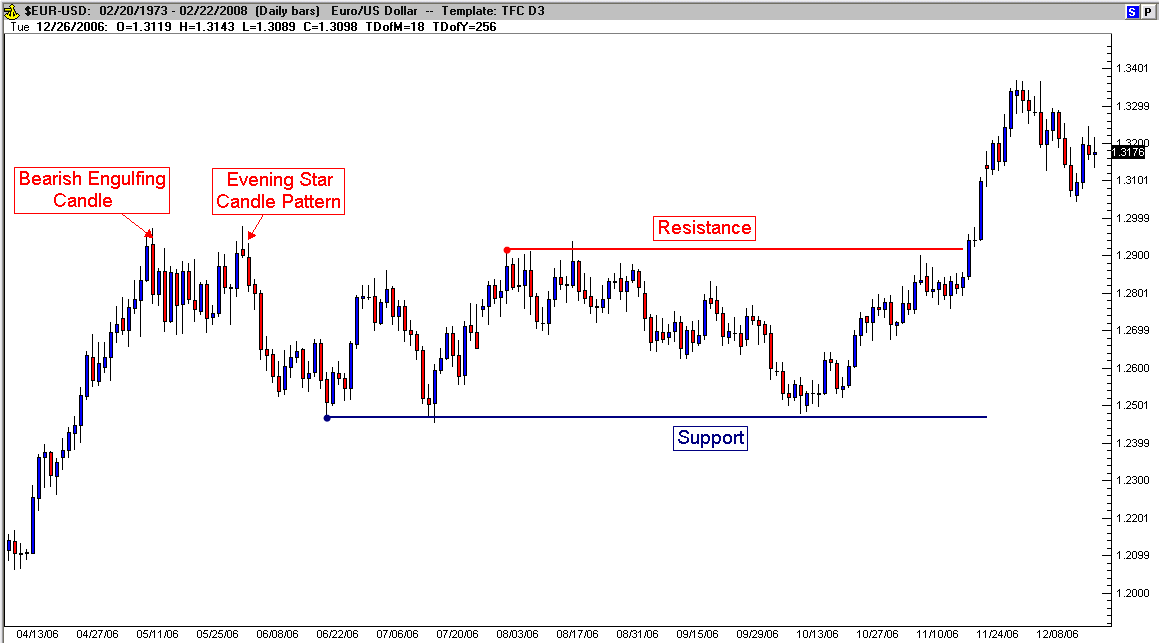 $EUR-USD: 02/20/1973 - 02/22/2008 (Daily bars) Euro/US Dollar -- Template: TFC D3
S P
Tue 12/26/2006: O=1.3119 H=1.3143 L=1.3089 C=1.3098 TDofM=18 TDofY=256
1.3401
1.3299
1.3200
1.3176
1.3101
1.2999
1.2900
1.2801
1.2699
1.2600
1.2501
1.2399
1.2300
1.2201
1.2099
1.2000
Bearish Engulfing
Candle
Evening Star
Candle Pattern
Resistance
Support
04/13/06 04/27/06 05/11/06 05/25/06 06/08/06 06/22/06 07/06/06 07/20/06 08/03/06 08/17/06 08/31/06 09/15/06 09/29/06 10/13/06 10/27/06 11/10/06 11/24/06 12/08/06